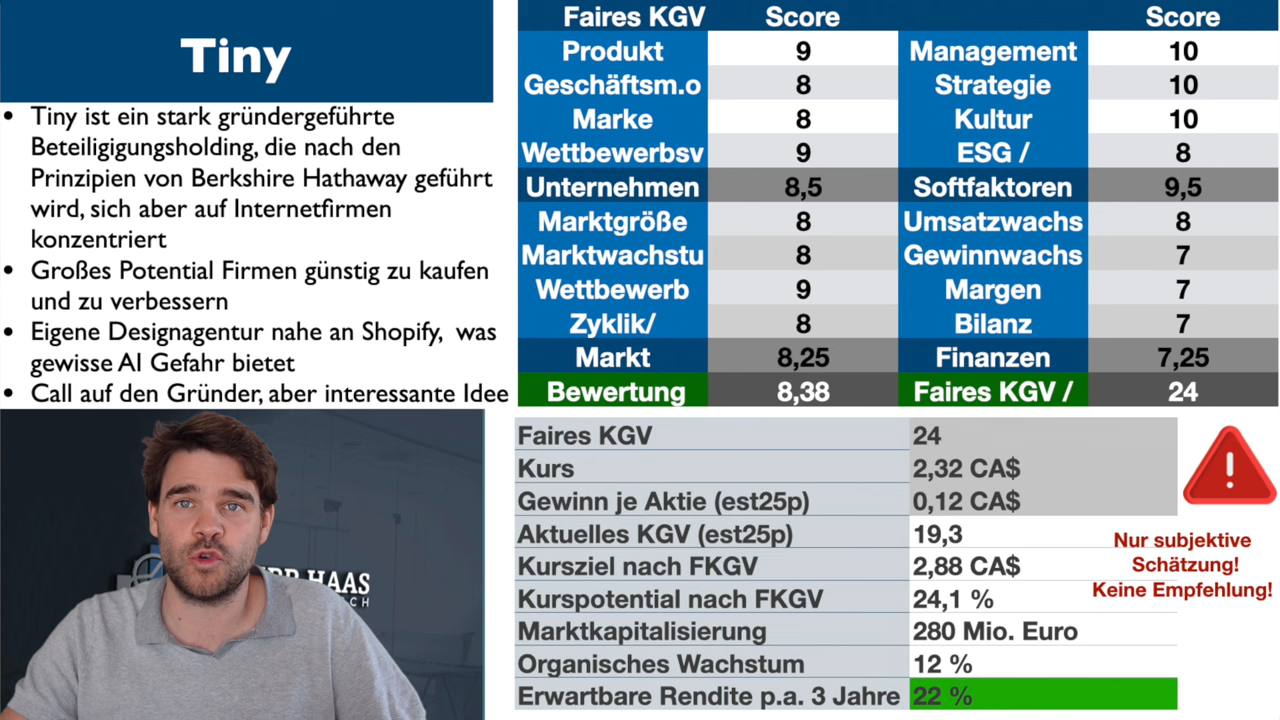 Tiny
• Tiny ist ein stark gründergeführte
Beteiligigungsholding, die nach den
Prinzipien von Berkshire Hathaway geführt
wird, sich aber auf Internetfirmen
konzentriert
• Großes Potential Firmen günstig zu kaufen
und zu verbessern
• Eigene Designagentur nahe an Shopify, was
gewisse AI Gefahr bietet
• Call auf den Gründer, aber interessante Idee
Faires KGV Score Score
Produkt 9 Management 10
Geschäftsm.o 8 Strategie 10
Marke 8 Kultur 10
Wettbewerbsv 9 ESG / 8
Unternehmen 8,5 Softfaktoren 9,5
Marktgröße 8 Umsatzwachs 8
Marktwachstu 8 Gewinnwachs 7
Wettbewerb 9 Margen 7
Zyklik/ 8 Bilanz 7
Markt 8,25 Finanzen 7,25
Bewertung 8,38 Faires KGV / 24
Faires KGV 24
Kurs 2,32 CA$
Gewinn je Aktie (est25p) 0,12 CA$
Aktuelles KGV (est25p) 19,3
Kursziel nach FKGV 2,88 CA$
Kurspotential nach FKGV 24,1 %
Marktkapitalisierung 280 Mio. Euro
Organisches Wachstum 12 %
Erwartbare Rendite p.a. 3 Jahre 22 %
!
Nur subjektive
Schätzung!
Keine Empfehlung!
HAAS